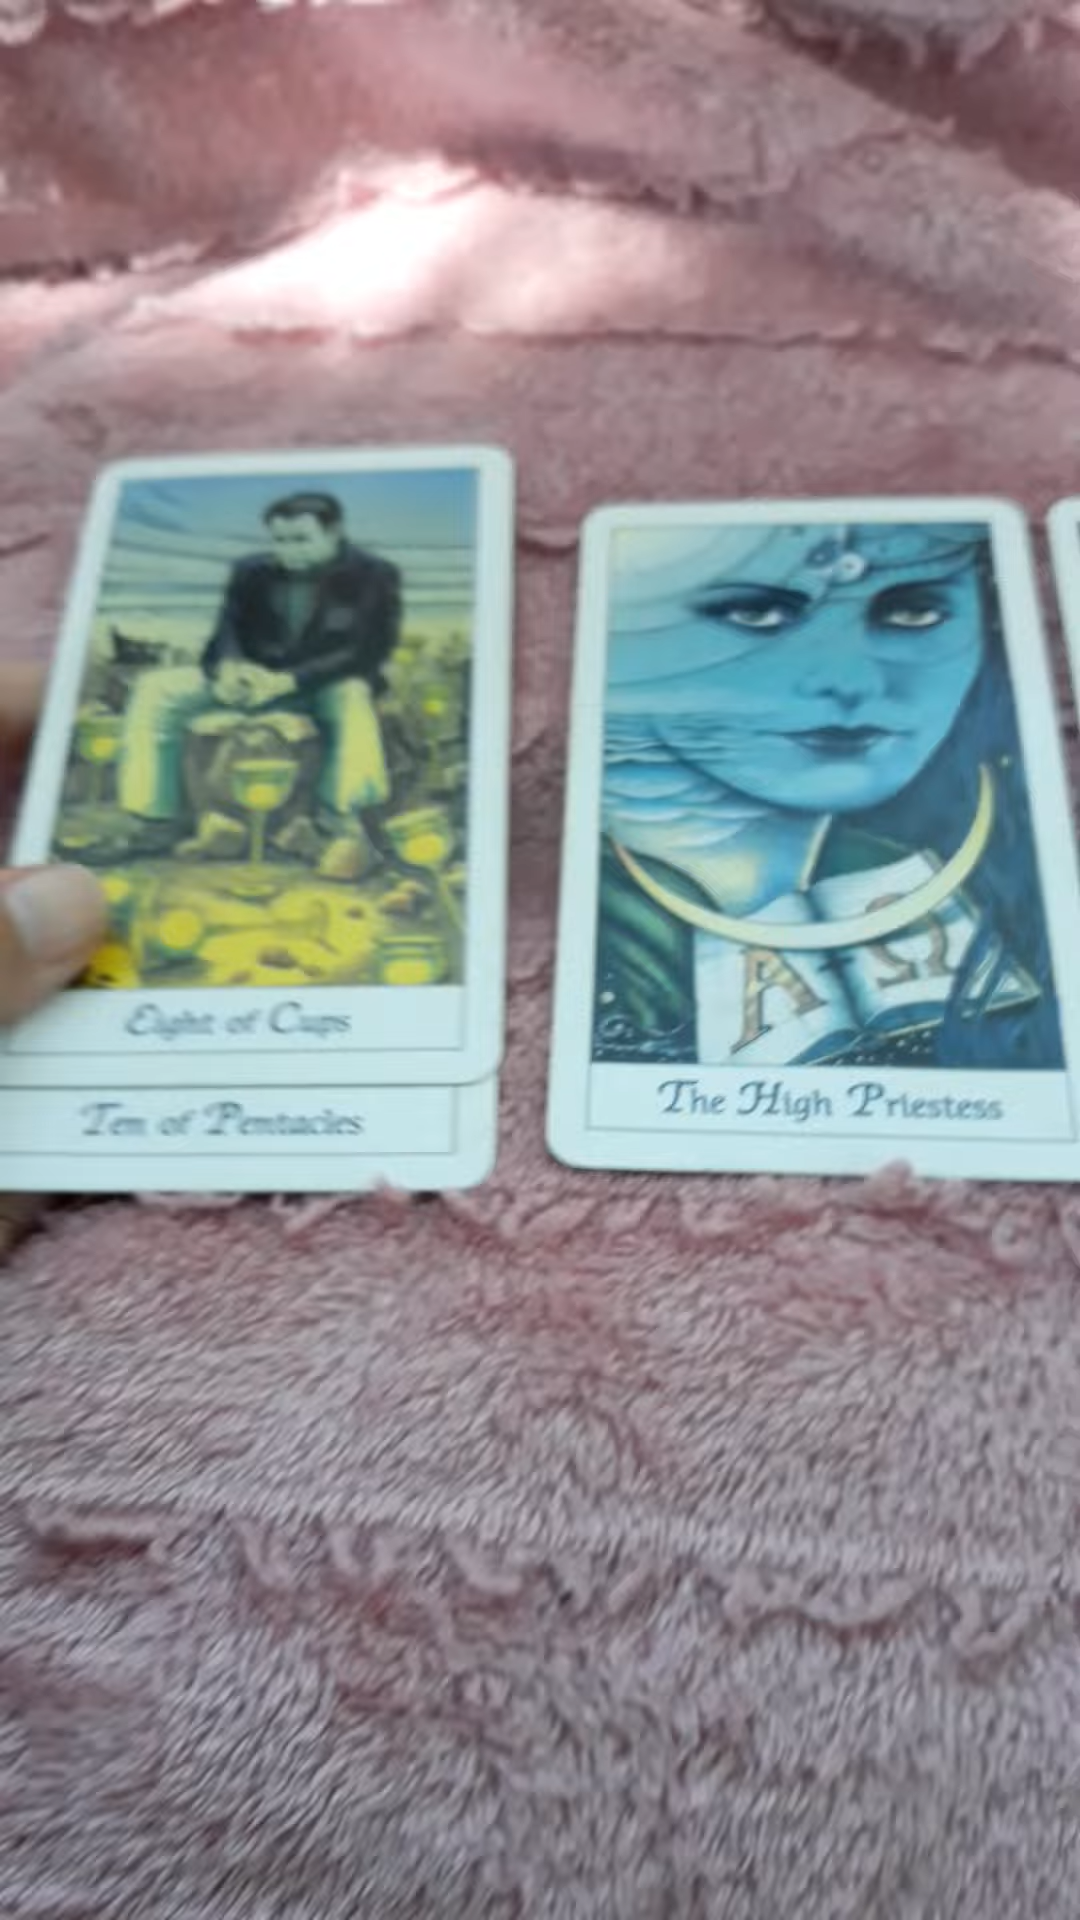 Eight of Cups
Ten of Pentacles
A Ω
The High Priestess